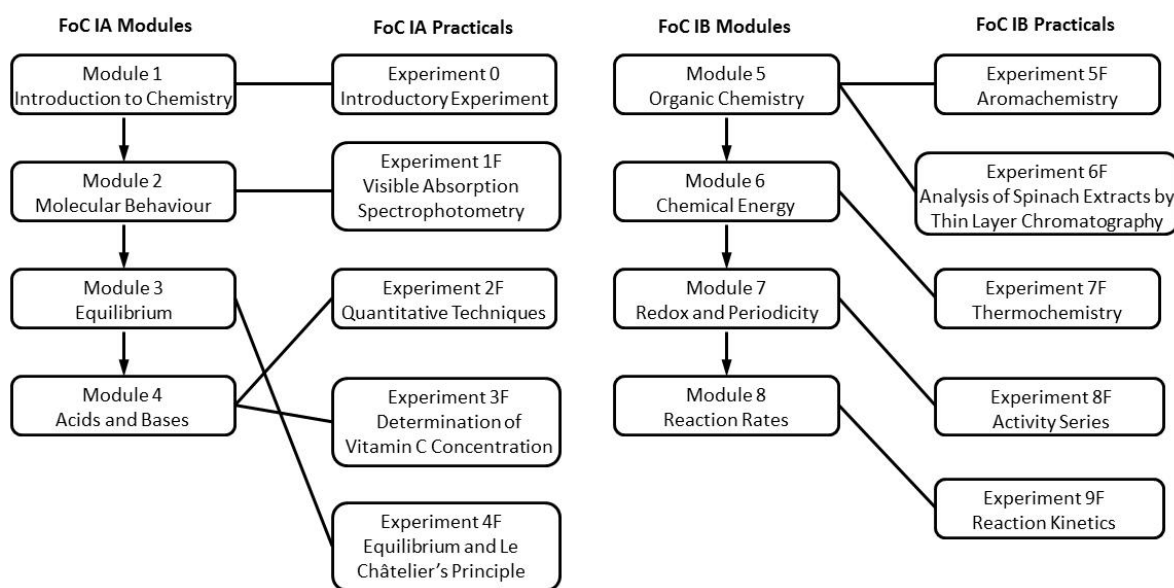 FoC IA Modules
Module 1
Introduction to Chemistry
Module 2
Molecular Behaviour
Module 3
Equilibrium
Module 4
Acids and Bases
FoC IA Practicals
Experiment 0
Introductory Experiment
Experiment 1F
Visible Absorption
Spectrophotometry
Experiment 2F
Quantitative Techniques
Experiment 3F
Determination of
Vitamin C Concentration
Experiment 4F
Equilibrium and Le
Châtelier’s Principle
FoC IB Modules
Module 5
Organic Chemistry
Module 6
Chemical Energy
Module 7
Redox and Periodicity
Module 8
Reaction Rates
FoC IB Practicals
Experiment 5F
Aromachemistry
Experiment 6F
Analysis of Spinach Extracts by
Thin Layer Chromatography
Experiment 7F
Thermochemistry
Experiment 8F
Activity Series
Experiment 9F
Reaction Kinetics